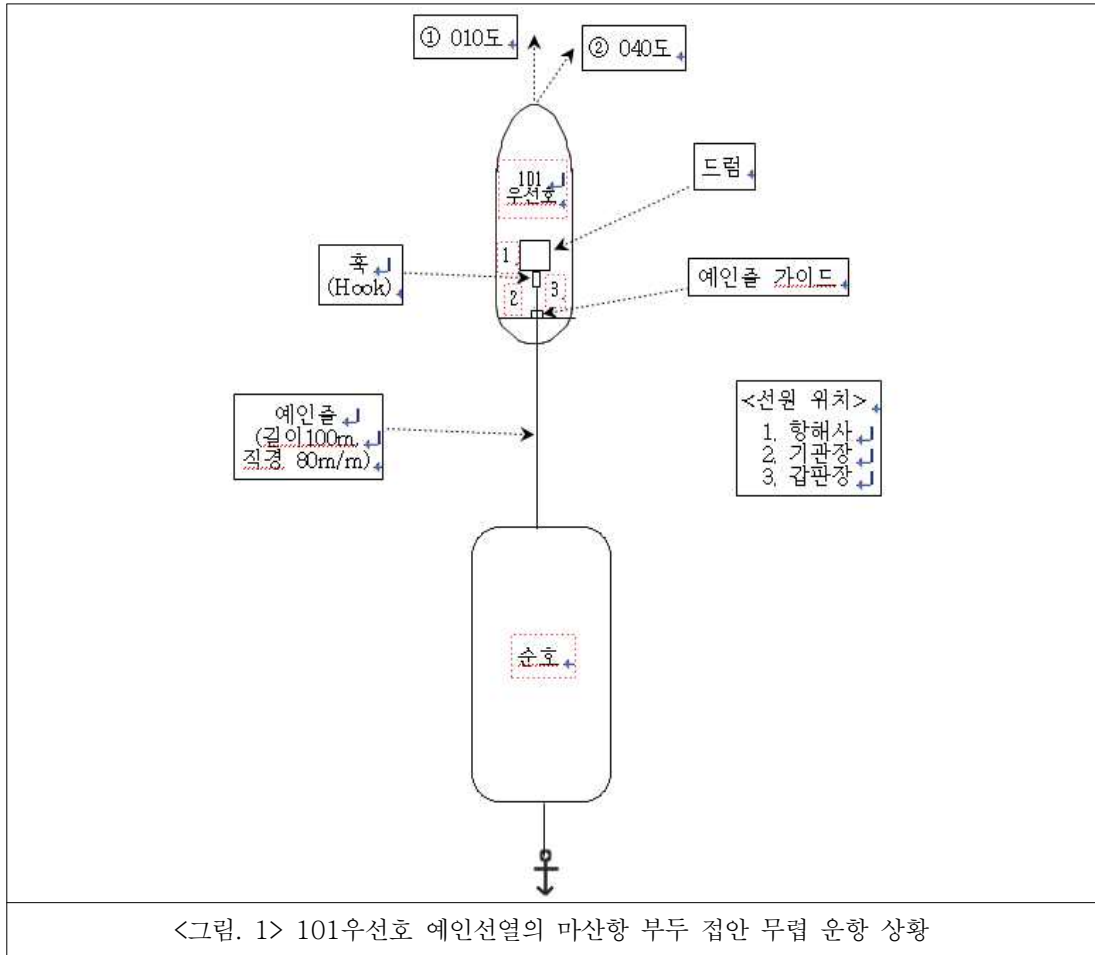 ① 010도
② 040도
드럼
101
우선호
1
훅
(Hook)
2
3
예인줄 가이드
예인줄
(길이100m,
직경 80m/m)
<선원 위치>
1. 항해사
2. 기관장
3. 갑판장
순호
<그림. 1> 101우선호 예인선열의 마산항 부두 접안 무렵 운항 상황